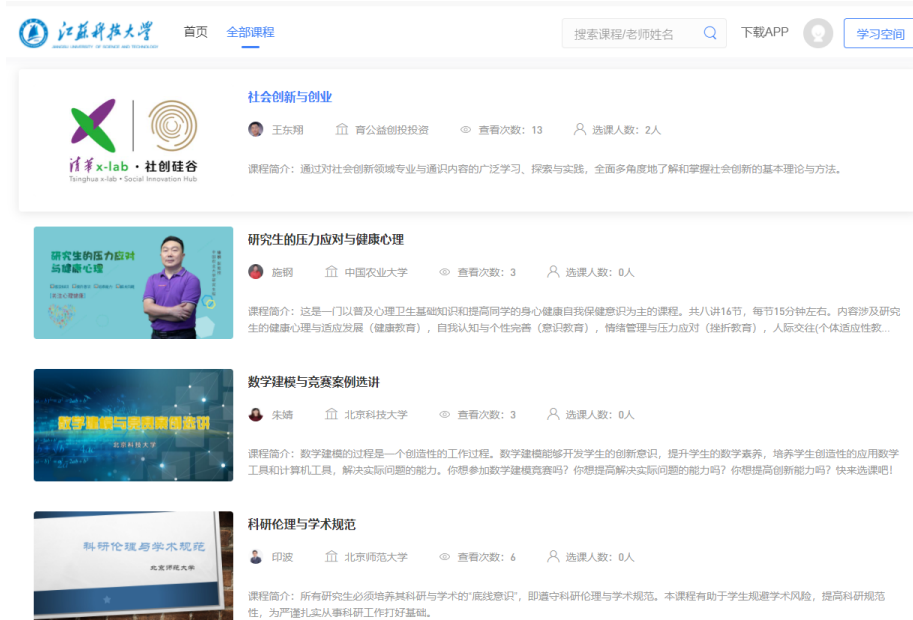 江苏科技大学
JIANGSU UNIVERSITY OF SCIENCE AND TECHNOLOGY
首页
全部课程
搜索课程/老师姓名
下载APP
学习空间
清华x-lab·社创硅谷
Tsinghua x-lab • Social Innovation Hub
社会创新与创业
王东翔 育公益创投投资 查看次数：13 选课人数：2人
课程简介：通过对社会创新领域专业与通识内容的广泛学习、探索与实践，全面多角度地了解和掌握社会创新的基本理论与方法。
研究生的压力应对
与健康心理
研究生的压力应对与健康心理
施钢 中国农业大学 查看次数：3 选课人数：0人
课程简介：这是一门以普及心理卫生基础知识和提高同学的身心健康自我保健意识为主的课程。共八讲16节，每节15分钟左右。内容涉及研究
生的健康心理与适应发展（健康教育），自我认知与个性完善（意识教育），情绪管理与压力应对（挫折教育），人际交往(个体适应性教...
数学建模与竞赛案例选讲
北京科技大学
数学建模与竞赛案例选讲
朱婧 北京科技大学 查看次数：3 选课人数：0人
课程简介：数学建模的过程是一个创造性的工作过程。数学建模能够开发学生的创新意识，提升学生的数学素养，培养学生创造性的应用数学
工具和计算机工具，解决实际问题的能力。你想参加数学建模竞赛吗？你想提高解决实际问题的能力吗？你想提高创新能力吗？快来选课吧！
科研伦理与学术规范
北京师范大学
科研伦理与学术规范
印波 北京师范大学 查看次数：6 选课人数：0人
课程简介：所有研究生必须培养其科研与学术的“底线意识”，即遵守科研伦理与学术规范。本课程有助于学生规避学术风险，提高科研规范
性，为严谨扎实从事科研工作打好基础。